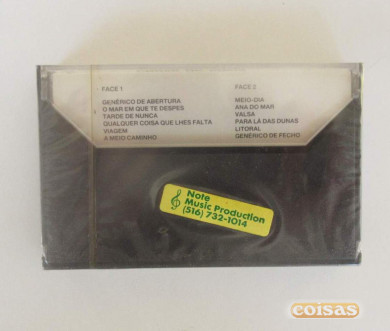 FACE 1
GENÉRICO DE ABERTURA
O MAR EM QUE TE DESPES
TARDE DE NUNCA
QUALQUER COISA QUE LHES FALTA
VIAGEM
A MEIO CAMINHO
FACE 2
MEIO-DIA
ANA DO MAR
VALSA
PARA LÁ DAS DUNAS
LITORAL
GENÉRICO DE FECHO
Note
Music Production
(516) 732-1014
coisas